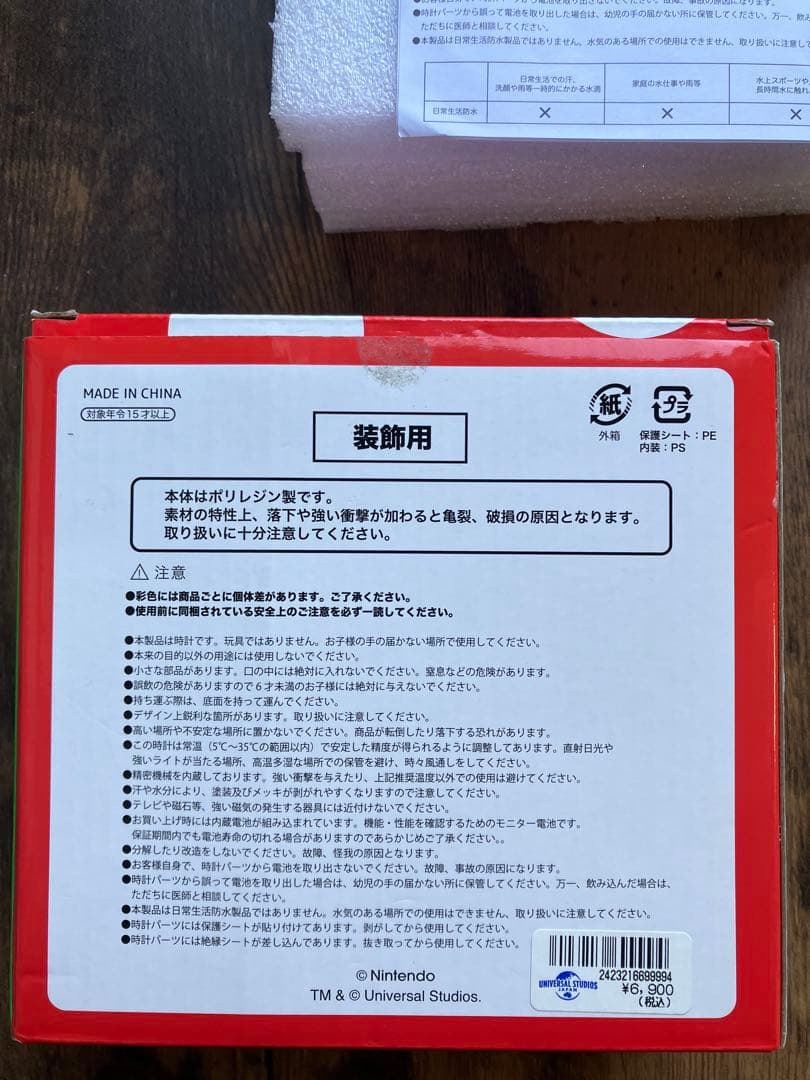 ●時計パーツから誤って電池を取り出した場合は、幼児の手の届かない所に保管してください。万一、飲み
ただちに医師と相談してください。
●本製品は日常生活防水製品ではありません。水気のある場所での使用はできません、取り扱いに注意して
日常生活での汗、
洗顔や雨等一時的にかかる水滴
家庭の水仕事や雨等
水上スポーツや
長時間水に触れ
日常生活防水 × × ×
MADE IN CHINA
対象年令15才以上
装飾用
紙
外箱
プラ
保護シート：PE
内装：PS
本体はポリレジン製です。
素材の特性上、落下や強い衝撃が加わると亀裂、破損の原因となります。
取り扱いに十分注意してください。
⚠ 注意
●彩色には商品ごとに個体差があります。ご了承ください。
●使用前に同梱されている安全上のご注意を必ず一読してください。
●本製品は時計です。玩具ではありません。お子様の手の届かない場所で使用してください。
●本来の目的以外の用途には使用しないでください。
●小さな部品があります。口の中には絶対に入れないでください。窒息などの危険があります。
●誤飲の危険がありますので6才未満のお子様には絶対に与えないでください。
●持ち運ぶ際は、底面を持って運んでください。
●デザイン上鋭利な箇所があります。取り扱いに注意してください。
●高い場所や不安定な場所に置かないでください。商品が転倒したり落下する恐れがあります。
●この時計は常温（5℃〜35℃の範囲以内）で安定した精度が得られるように調整してあります。直射日光や
強いライトが当たる場所、高温多湿な場所での保管を避け、時々風通しをしてください。
●精密機械を内蔵しております。強い衝撃を与えたり、上記推奨温度以外での使用は避けてください。
●汗や水分により、塗装及びメッキが剥がれやすくなりますので注意してください。
●テレビや磁石等、強い磁気の発生する器具には近付けないでください。
●お買い上げ時には内蔵電池が組み込まれています。機能・性能を確認するためのモニター電池です。
保証期間内でも電池寿命の切れる場合がありますのであらかじめご了承ください。。
●分解したり改造をしないでください。故障、怪我の原因となります。
●お客様自身で、時計パーツから電池を取り出さないでください。故障、事故の原因になります。
●時計パーツから誤って電池を取り出した場合は、幼児の手の届かない所に保管してください。万一、飲み込んだ場合は、
ただちに医師と相談してください。
●本製品は日常生活防水製品ではありません。水気のある場所での使用はできません、取り扱いに注意してください。
●時計パーツには保護シートが貼り付けてあります。剥がしてから使用してください。
●時計パーツには絶縁シートが差し込んであります。抜き取ってから使用してください。
© Nintendo
TM & © Universal Studios.
UNIVERSAL STUDIOS
JAPAN
2423216699994
¥6,900
(税込)